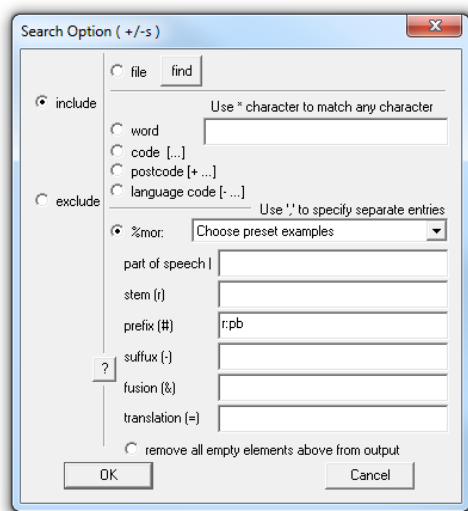 Search Option ( +/-s )
include
file
find
Use * character to match any character
word
code [...]
postcode [+ ...]
language code [- ...]
exclude
Use ',' to specify separate entries
%mor:
Choose preset examples
part of speech |
stem (r)
prefix (#)
r:pb
suffux (-)
?
fusion (&)
translation (=)
remove all empty elements above from output
OK
Cancel